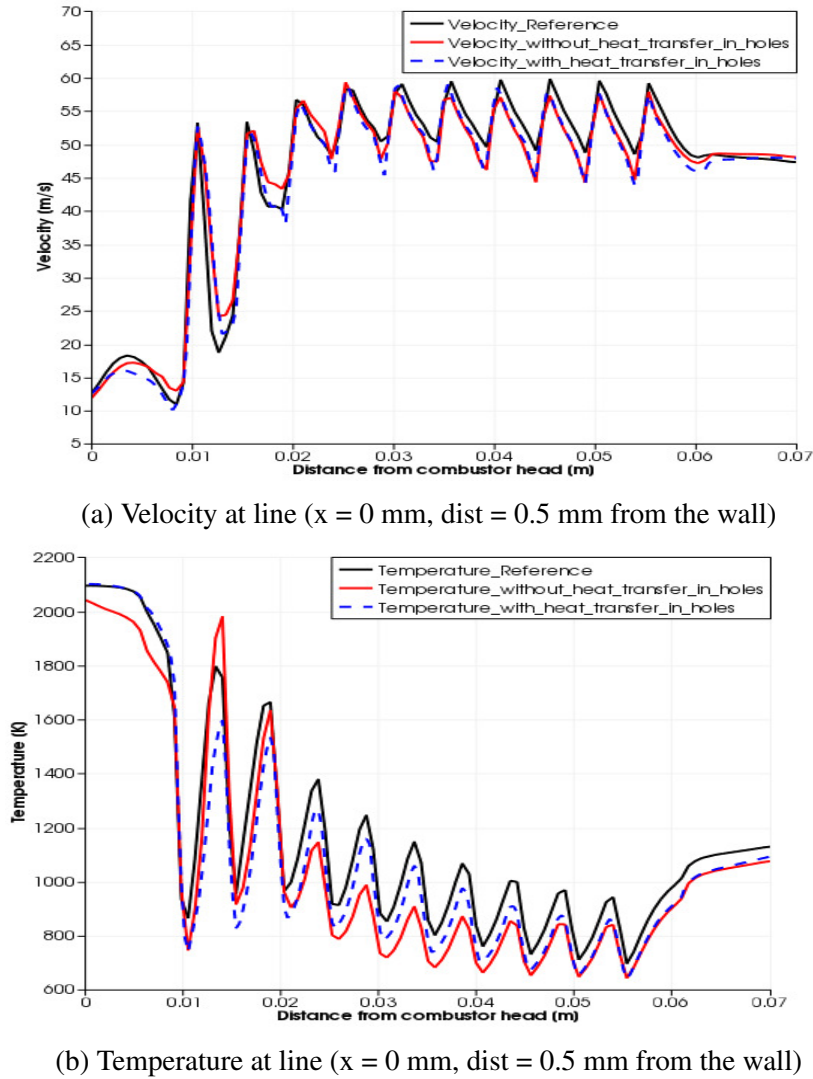 70
65
60
55
50
45
40
35
30
25
20
15
10
5
Velocity (m/s)
Velocity_Reference
Velocity_without_heat_transfer_in_holes
Velocity_with_heat_transfer_in_holes
0 0.01 0.02 0.03 0.04 0.05 0.06 0.07
Distance from combustor head (m)
(a) Velocity at line (x = 0 mm, dist = 0.5 mm from the wall)
2200
2000
1800
1600
1400
1200
1000
800
600
Temperature (K)
Temperature_Reference
Temperature_without_heat_transfer_in_holes
Temperature_with_heat_transfer_in_holes
0 0.01 0.02 0.03 0.04 0.05 0.06 0.07
Distance from combustor head (m)
(b) Temperature at line (x = 0 mm, dist = 0.5 mm from the wall)